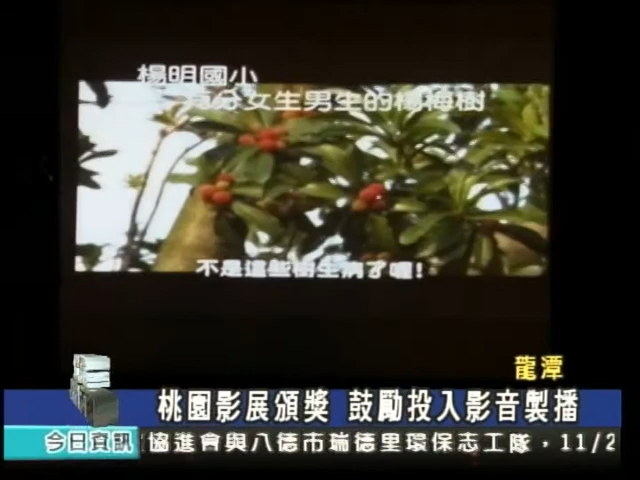 楊明國小
分女生男生的楊梅樹
不是這些樹生病了喔!
龍潭
桃園影展頒獎 鼓勵投入影音製播
今日資訊
協進會與八德市瑞德里環保志工隊，11/2